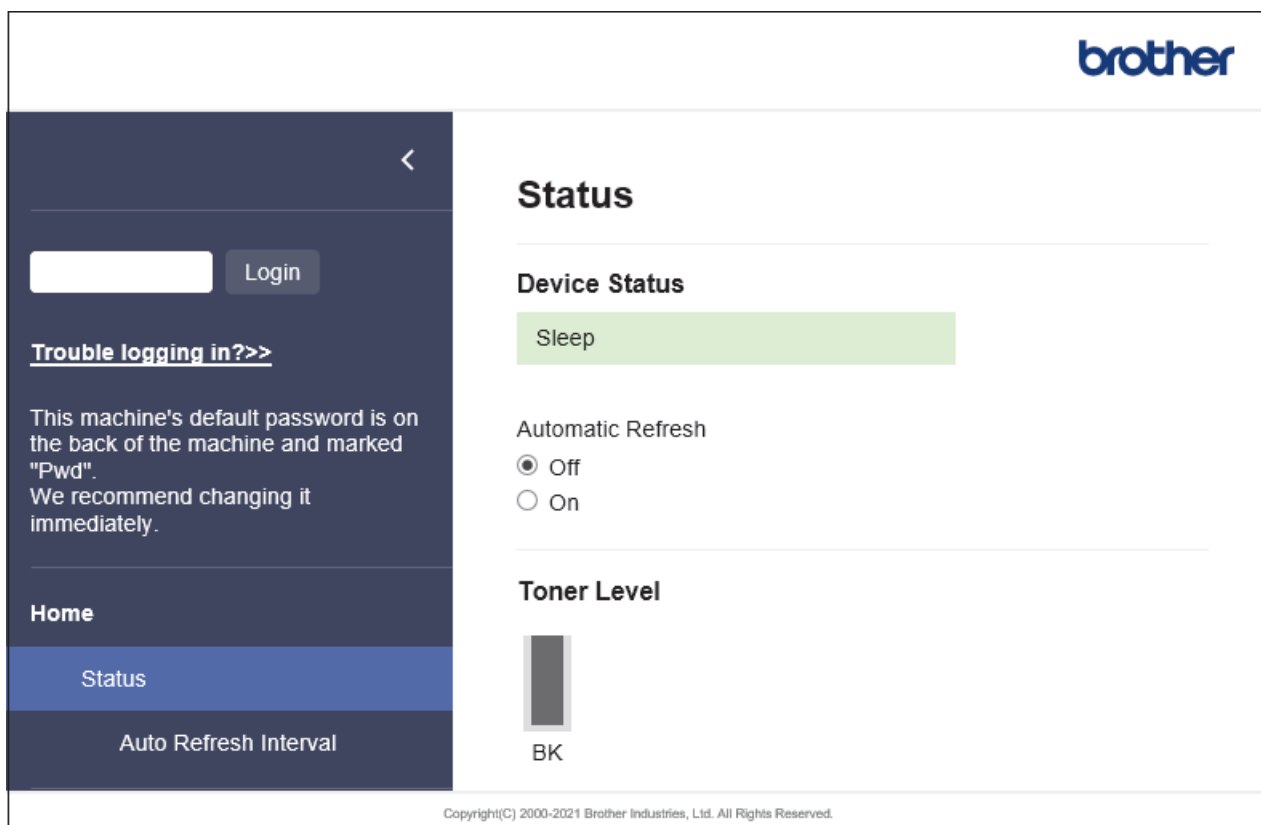 brother
Login
Trouble logging in?>>
This machine's default password is on
the back of the machine and marked
"Pwd".
We recommend changing it
immediately.
Home
Status
Auto Refresh Interval
Status
Device Status
Sleep
Automatic Refresh
Off
On
Toner Level
BK
Copyright(C) 2000-2021 Brother Industries, Ltd. All Rights Reserved.